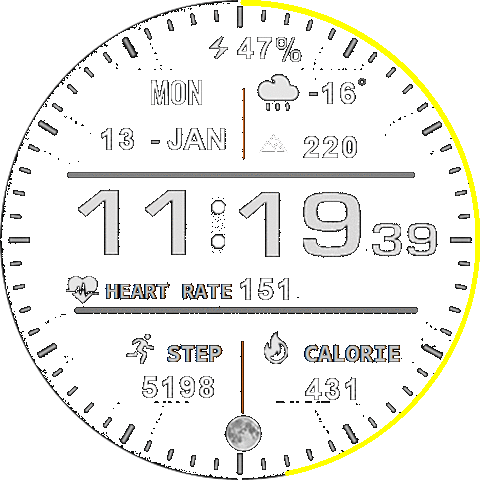 47%
MON -16°
13 - JAN 220
11:19 39
HEART RATE 151
STEP CALORIE
5198 431